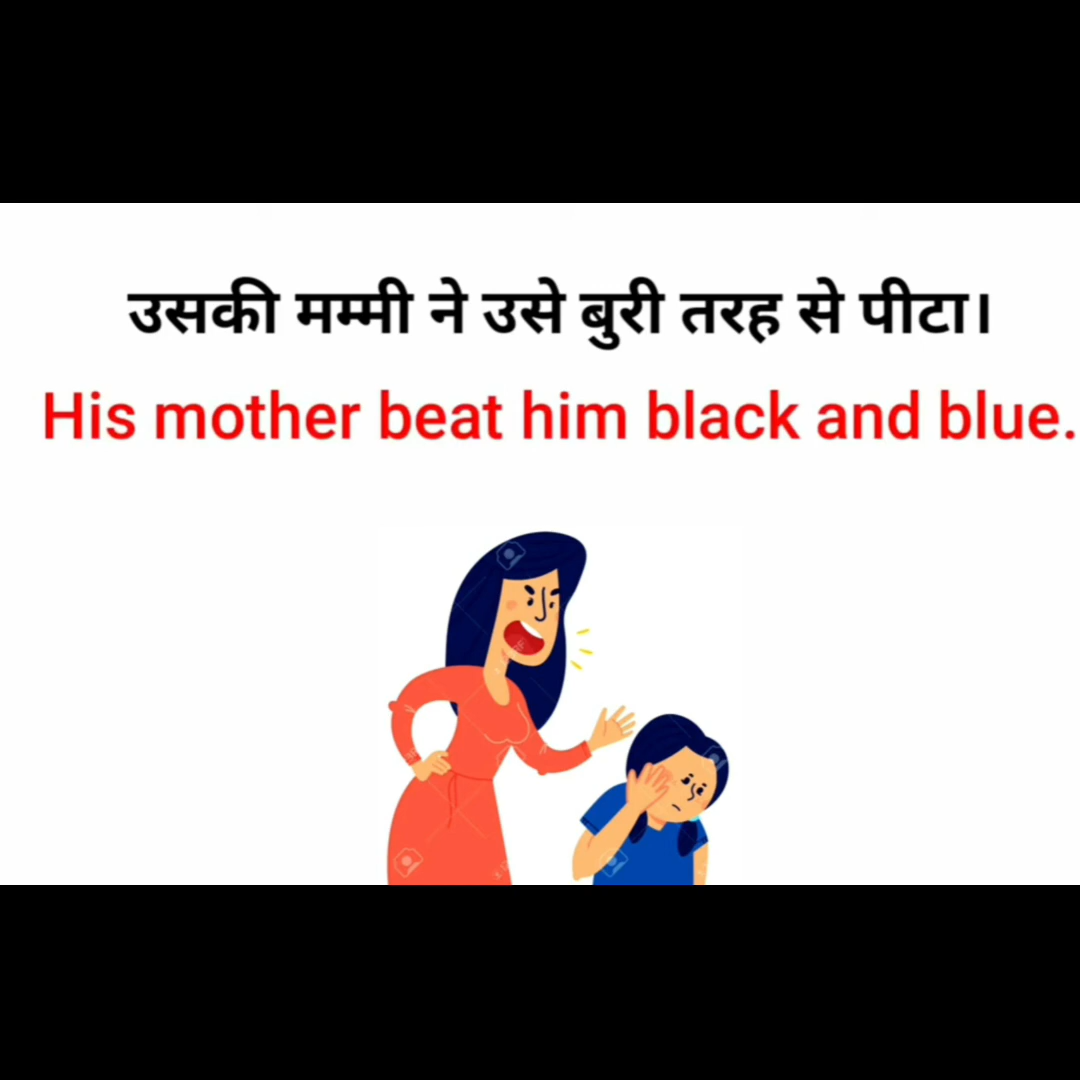 उसकी मम्मी ने उसे बुरी तरह से पीटा।
His mother beat him black and blue.